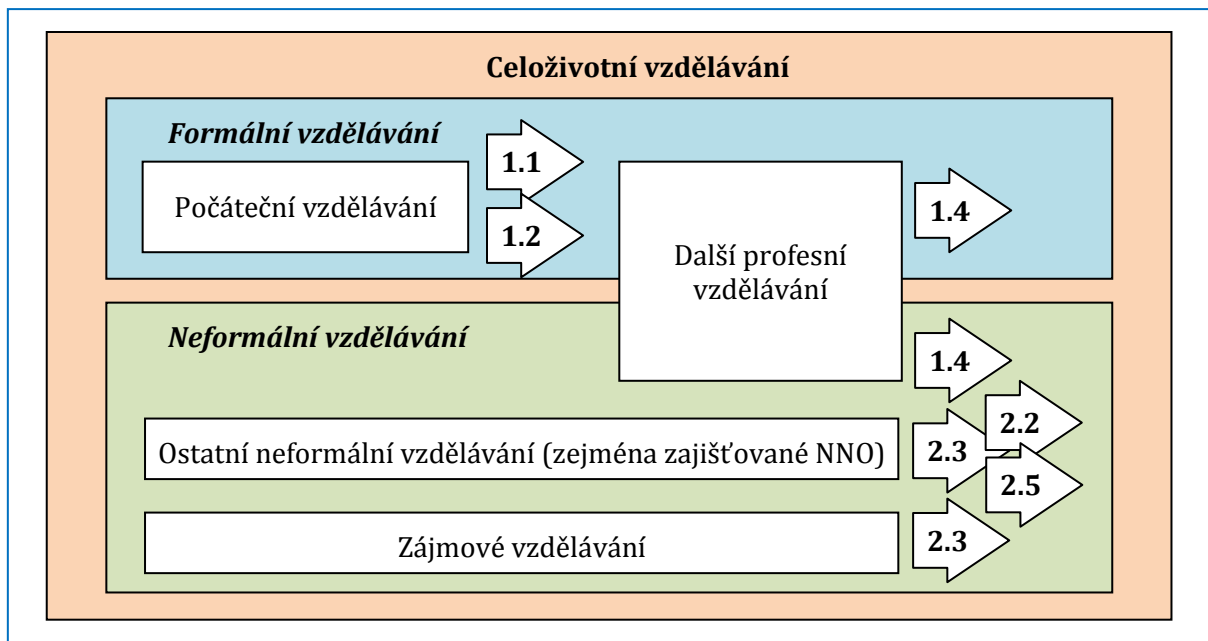 Celoživotní vzdělávání
Formální vzdělávání
Počáteční vzdělávání
1.1
1.2
Další profesní
vzdělávání
1.4
Neformální vzdělávání
1.4
Ostatní neformální vzdělávání (zejména zajišťované NNO)
2.3
2.2
2.5
Zájmové vzdělávání
2.3